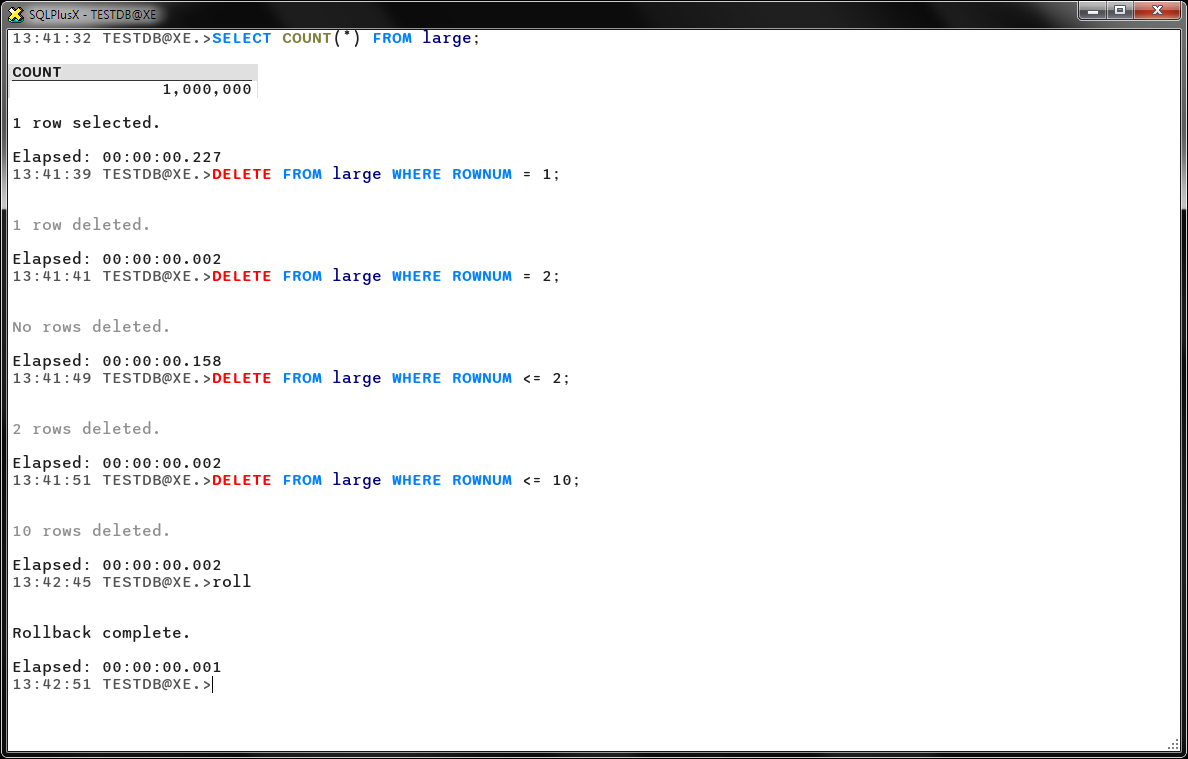 SQLPlusX - TESTDB@XE
13:41:32 TESTDB@XE.>SELECT COUNT(*) FROM large;
COUNT
1,000,000
1 row selected.
Elapsed: 00:00:00.227
13:41:39 TESTDB@XE.>DELETE FROM large WHERE ROWNUM = 1;
1 row deleted.
Elapsed: 00:00:00.002
13:41:41 TESTDB@XE.>DELETE FROM large WHERE ROWNUM = 2;
No rows deleted.
Elapsed: 00:00:00.158
13:41:49 TESTDB@XE.>DELETE FROM large WHERE ROWNUM <= 2;
2 rows deleted.
Elapsed: 00:00:00.002
13:41:51 TESTDB@XE.>DELETE FROM large WHERE ROWNUM <= 10;
10 rows deleted.
Elapsed: 00:00:00.002
13:42:45 TESTDB@XE.>roll
Rollback complete.
Elapsed: 00:00:00.001
13:42:51 TESTDB@XE.>